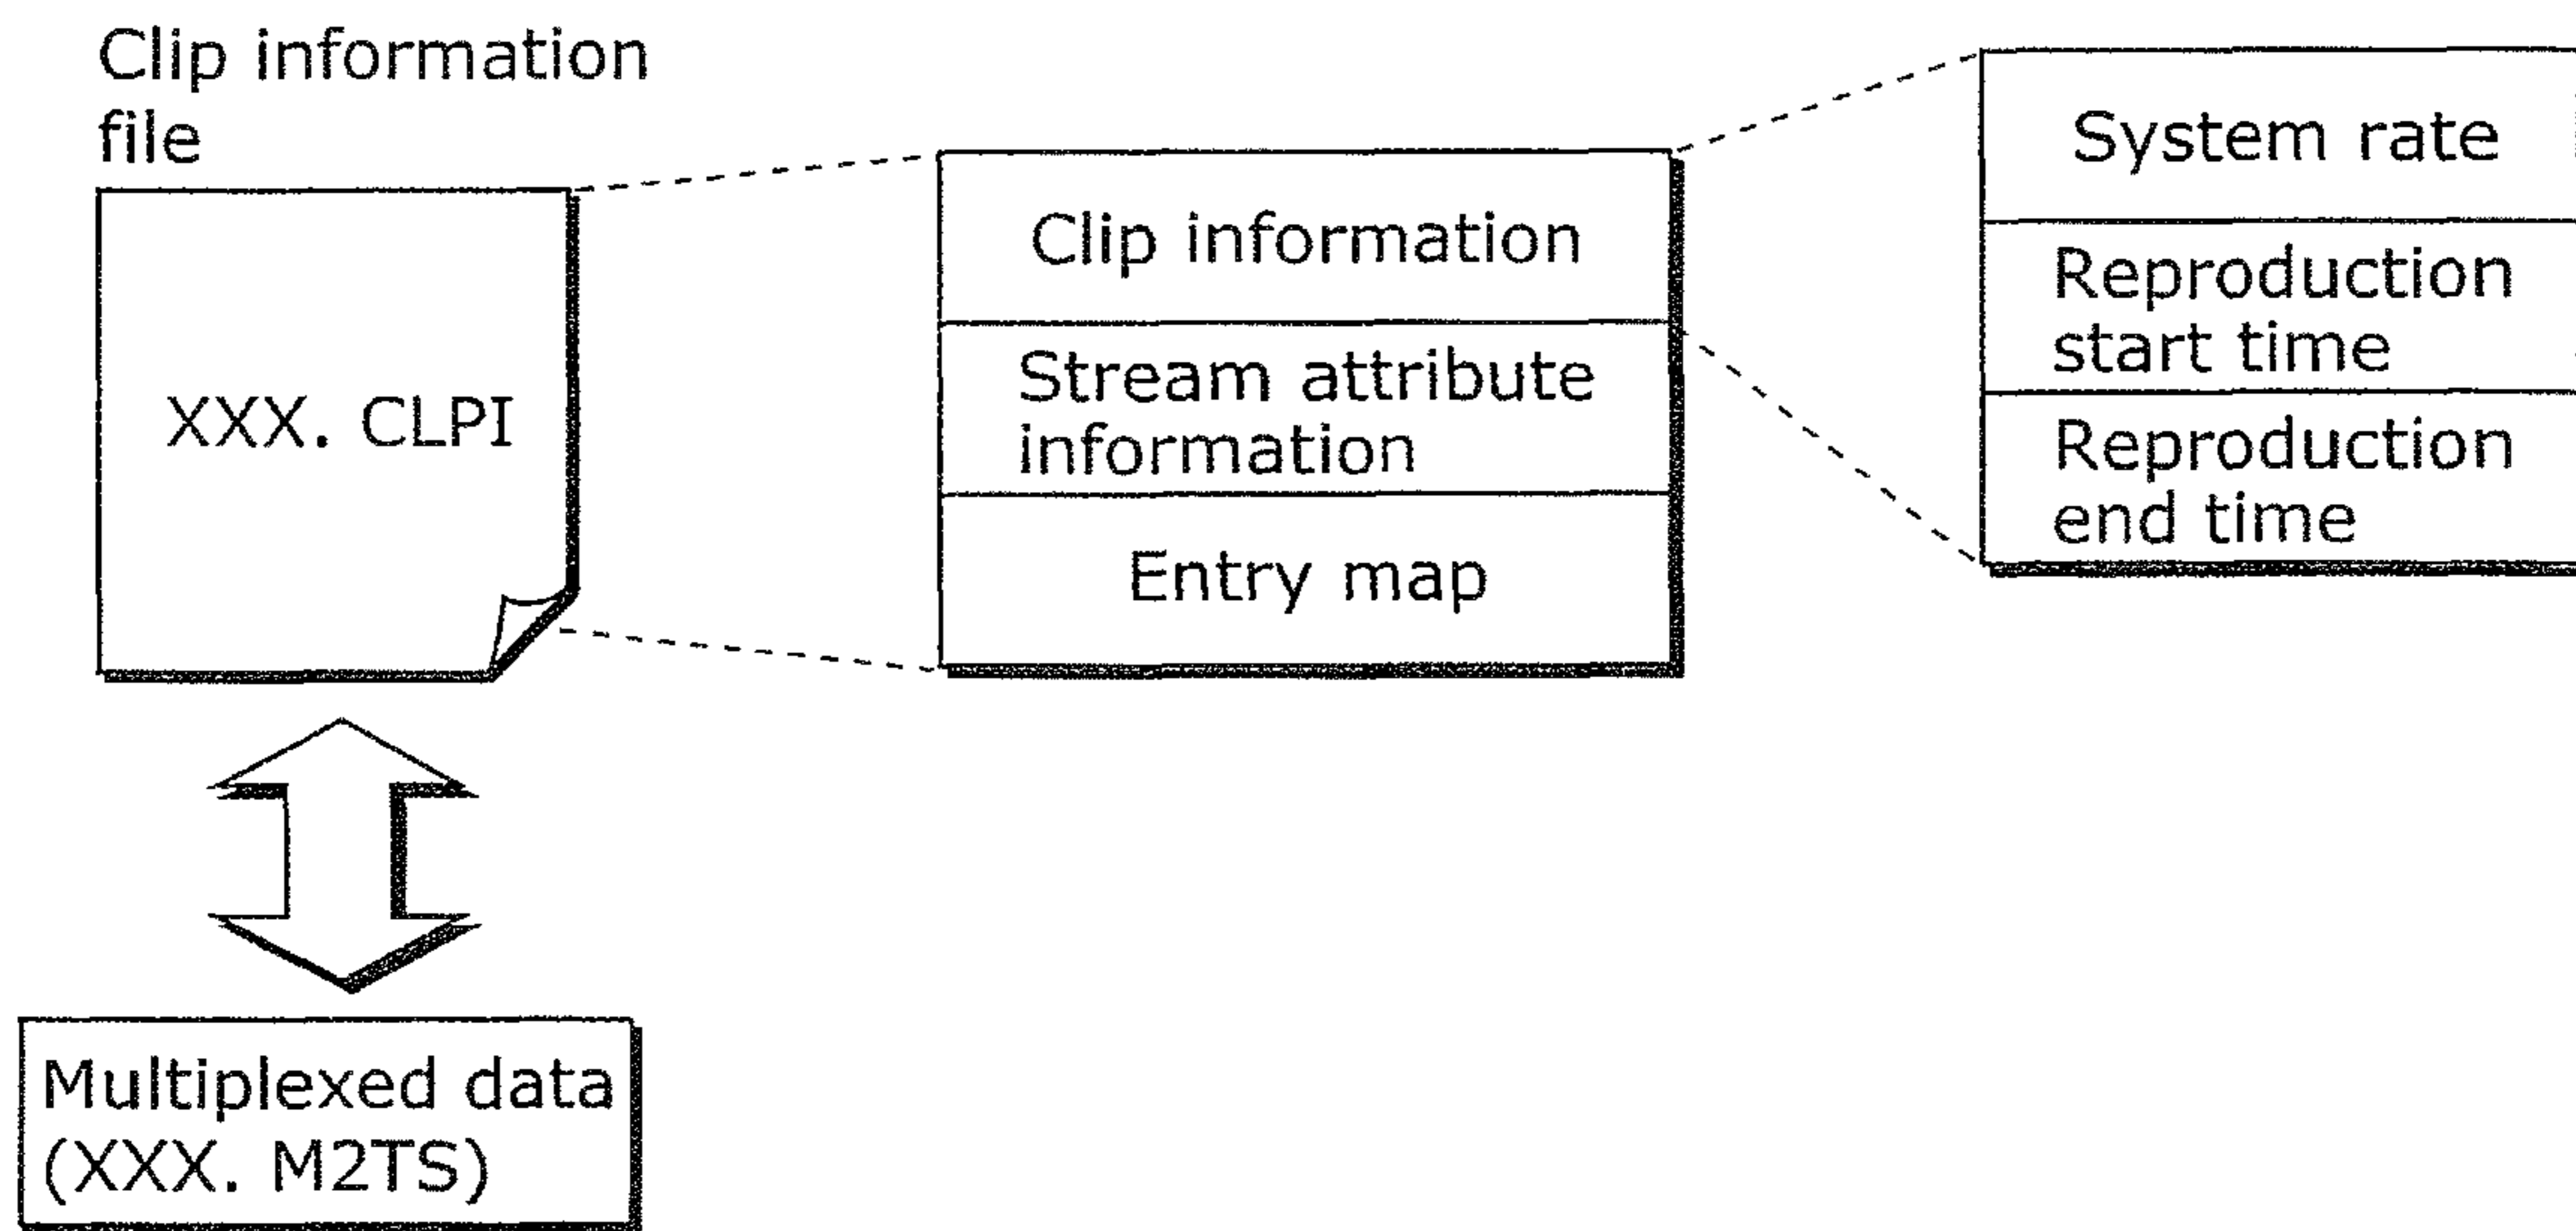 Clip information
file
XXX. CLPI
Clip information
Stream attribute
information
Entry map
System rate
Reproduction
start time
Reproduction
end time
Multiplexed data
(XXX. M2TS)